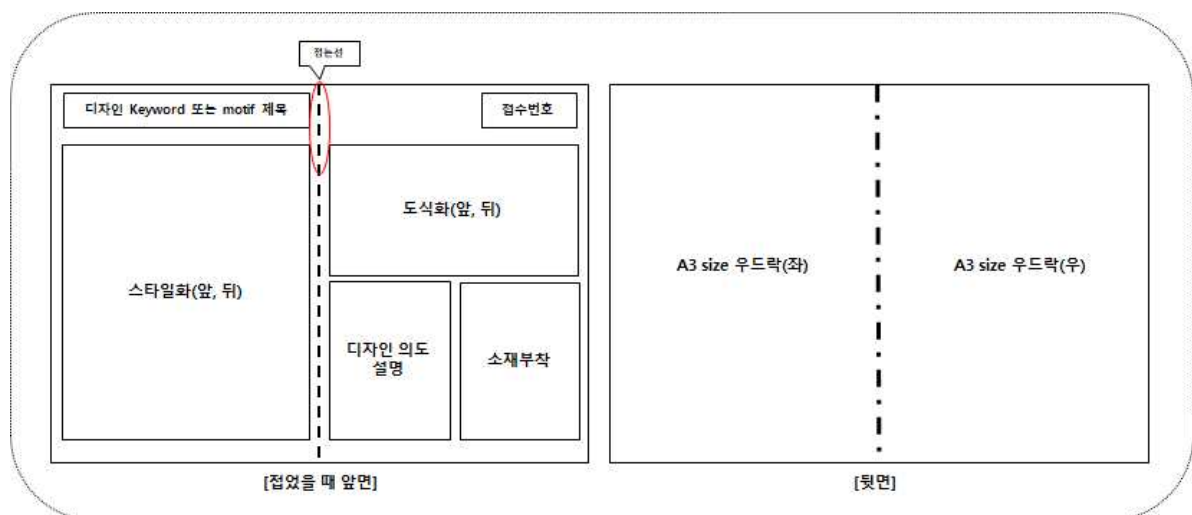 접는선
디자인 Keyword 또는 motif 제목
접수번호
도식화(앞, 뒤)
스타일화(앞, 뒤)
디자인 의도
설명
소재부착
[접었을 때 앞면]
A3 size 우드락(좌)
A3 size 우드락(우)
[뒷면]